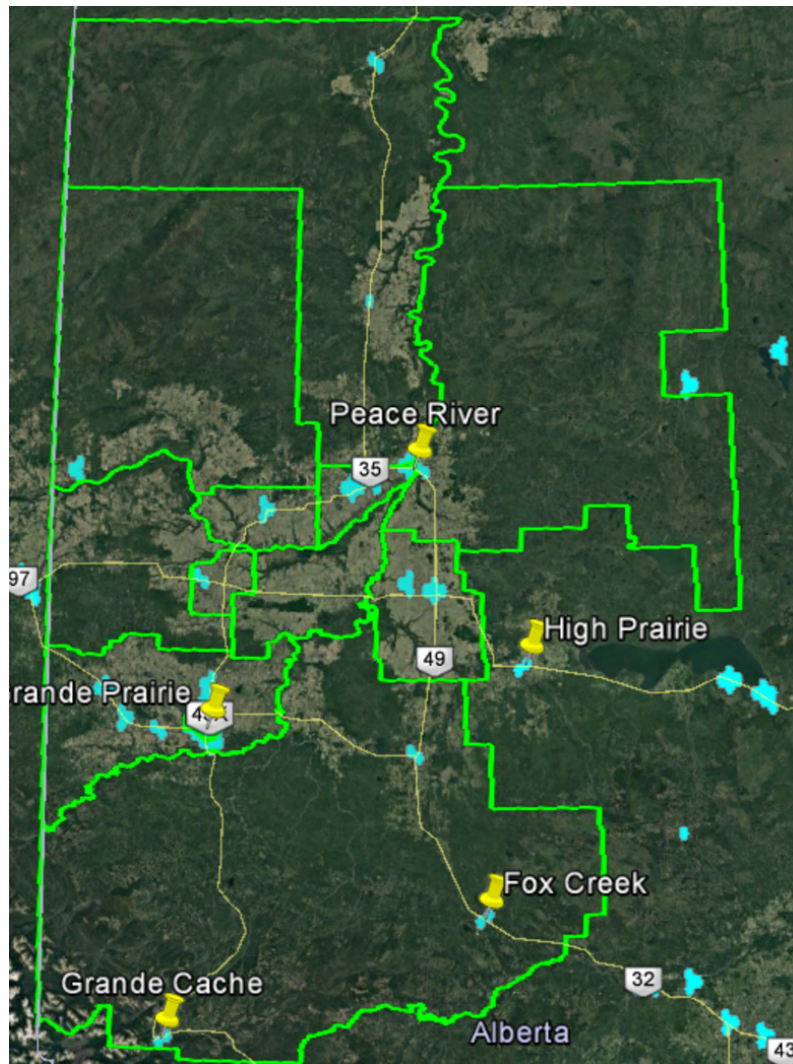 Peace River
35
97
High Prairie
49
rande Prairie
Fox Creek
Grande Cache
32
Alberta
43